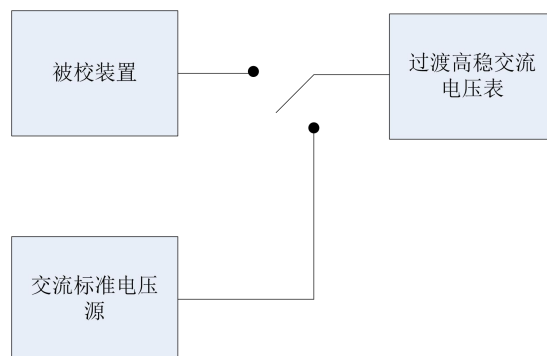 被校装置
过渡高稳交流
电压表
交流标准电压
源